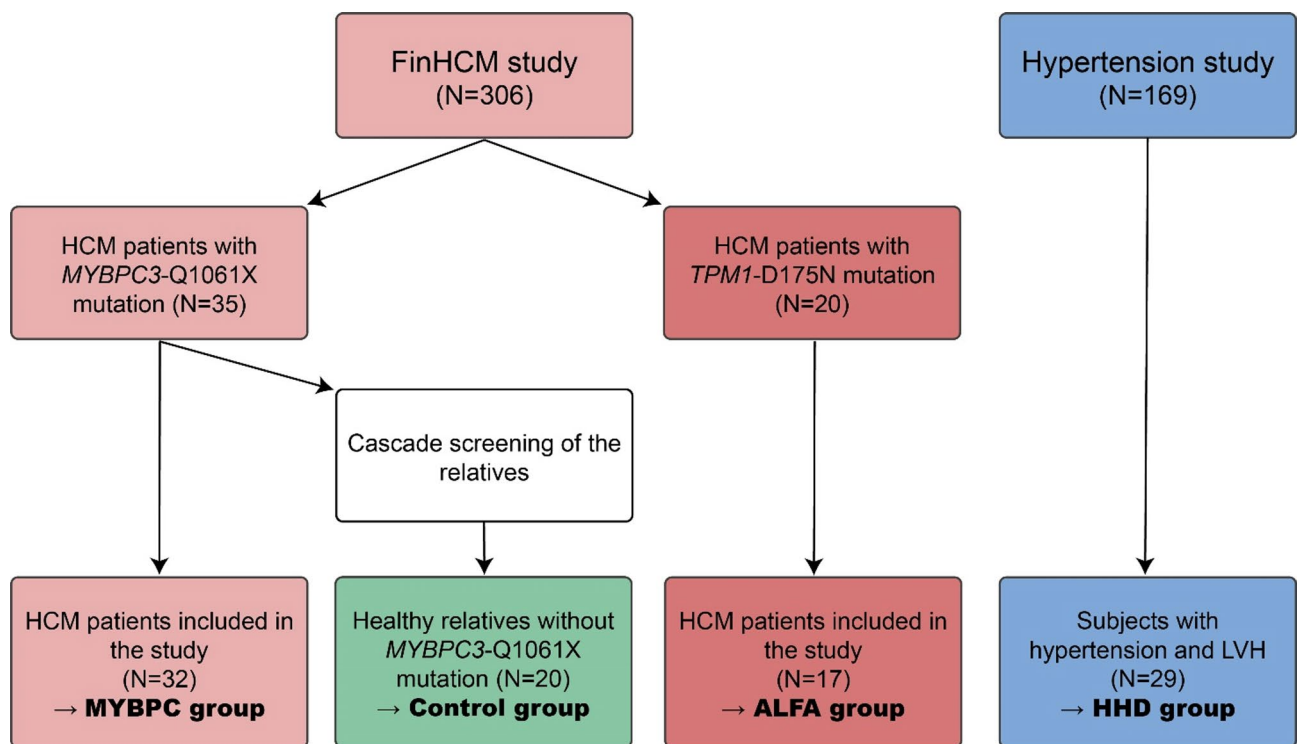 FinHCM study
(N=306)
Hypertension study
(N=169)
HCM patients with
MYBPC3-Q1061X
mutation (N=35)
HCM patients with
TPM1-D175N mutation
(N=20)
Cascade screening of the
relatives
HCM patients included in
the study
(N=32)
→ MYBPC group
Healthy relatives without
MYBPC3-Q1061X
mutation (N=20)
→ Control group
HCM patients included in
the study
(N=17)
→ ALFA group
Subjects with
hypertension and LVH
(N=29)
→ HHD group